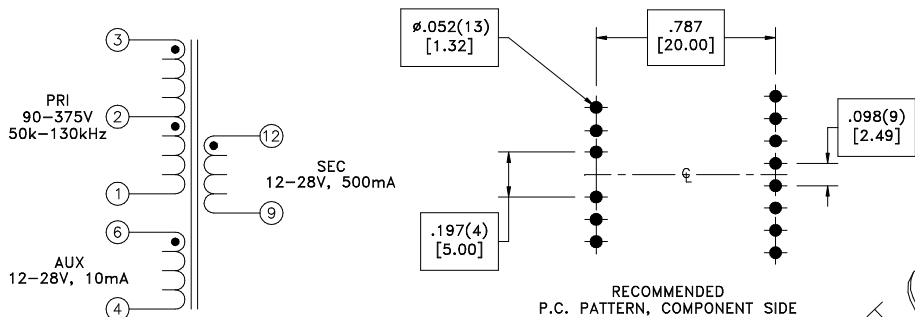 3
PRI
90-375V
50k-130kHz
2
1
6
AUX
12-28V, 10mA
4
12
SEC
12-28V, 500mA
9
ø.052(13)
[1.32]
.787
[20.00]
.098(9)
[2.49]
℄
.197(4)
[5.00]
RECOMMENDED
P.C. PATTERN, COMPONENT SIDE